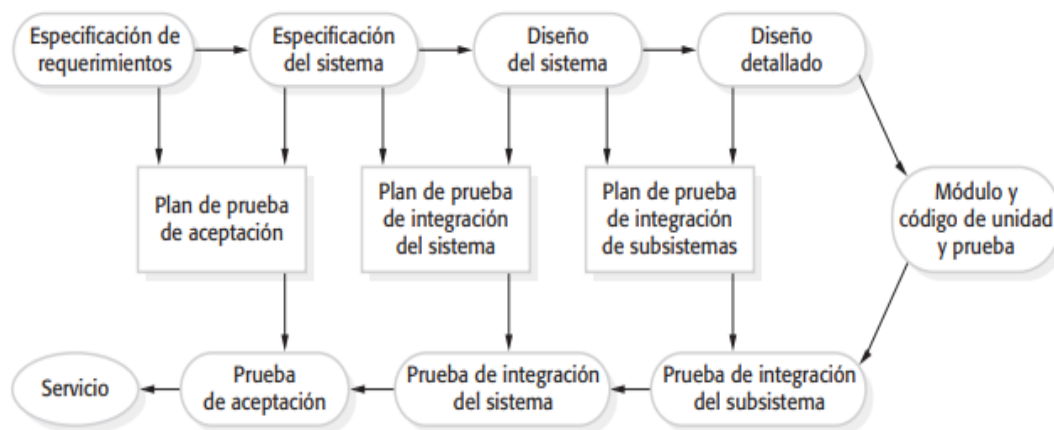 Especificación de
requerimientos
Especificación
del sistema
Diseño
del sistema
Diseño
detallado
Plan de prueba
de aceptación
Plan de prueba
de integración
del sistema
Plan de prueba
de integración
de subsistemas
Módulo y
código de unidad
y prueba
Servicio
Prueba
de aceptación
Prueba de integración
del sistema
Prueba de integración
del subsistema